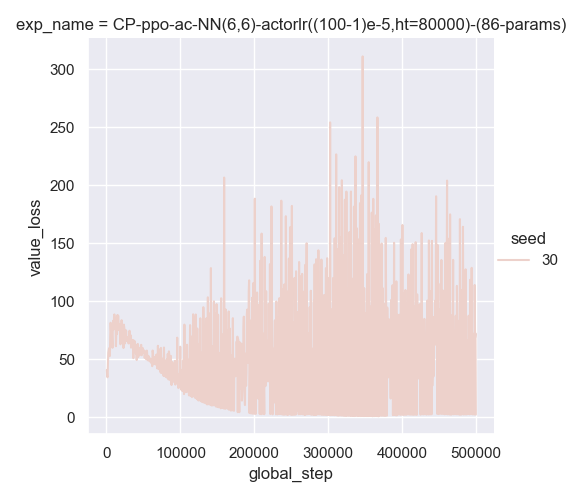 exp_name = CP-ppo-ac-NN(6,6)-actorlr((100-1)e-5,ht=80000)-(86-params)
300
250
200
150
100
50
0
value_loss
0 100000 200000 300000 400000 500000
global_step
seed
30